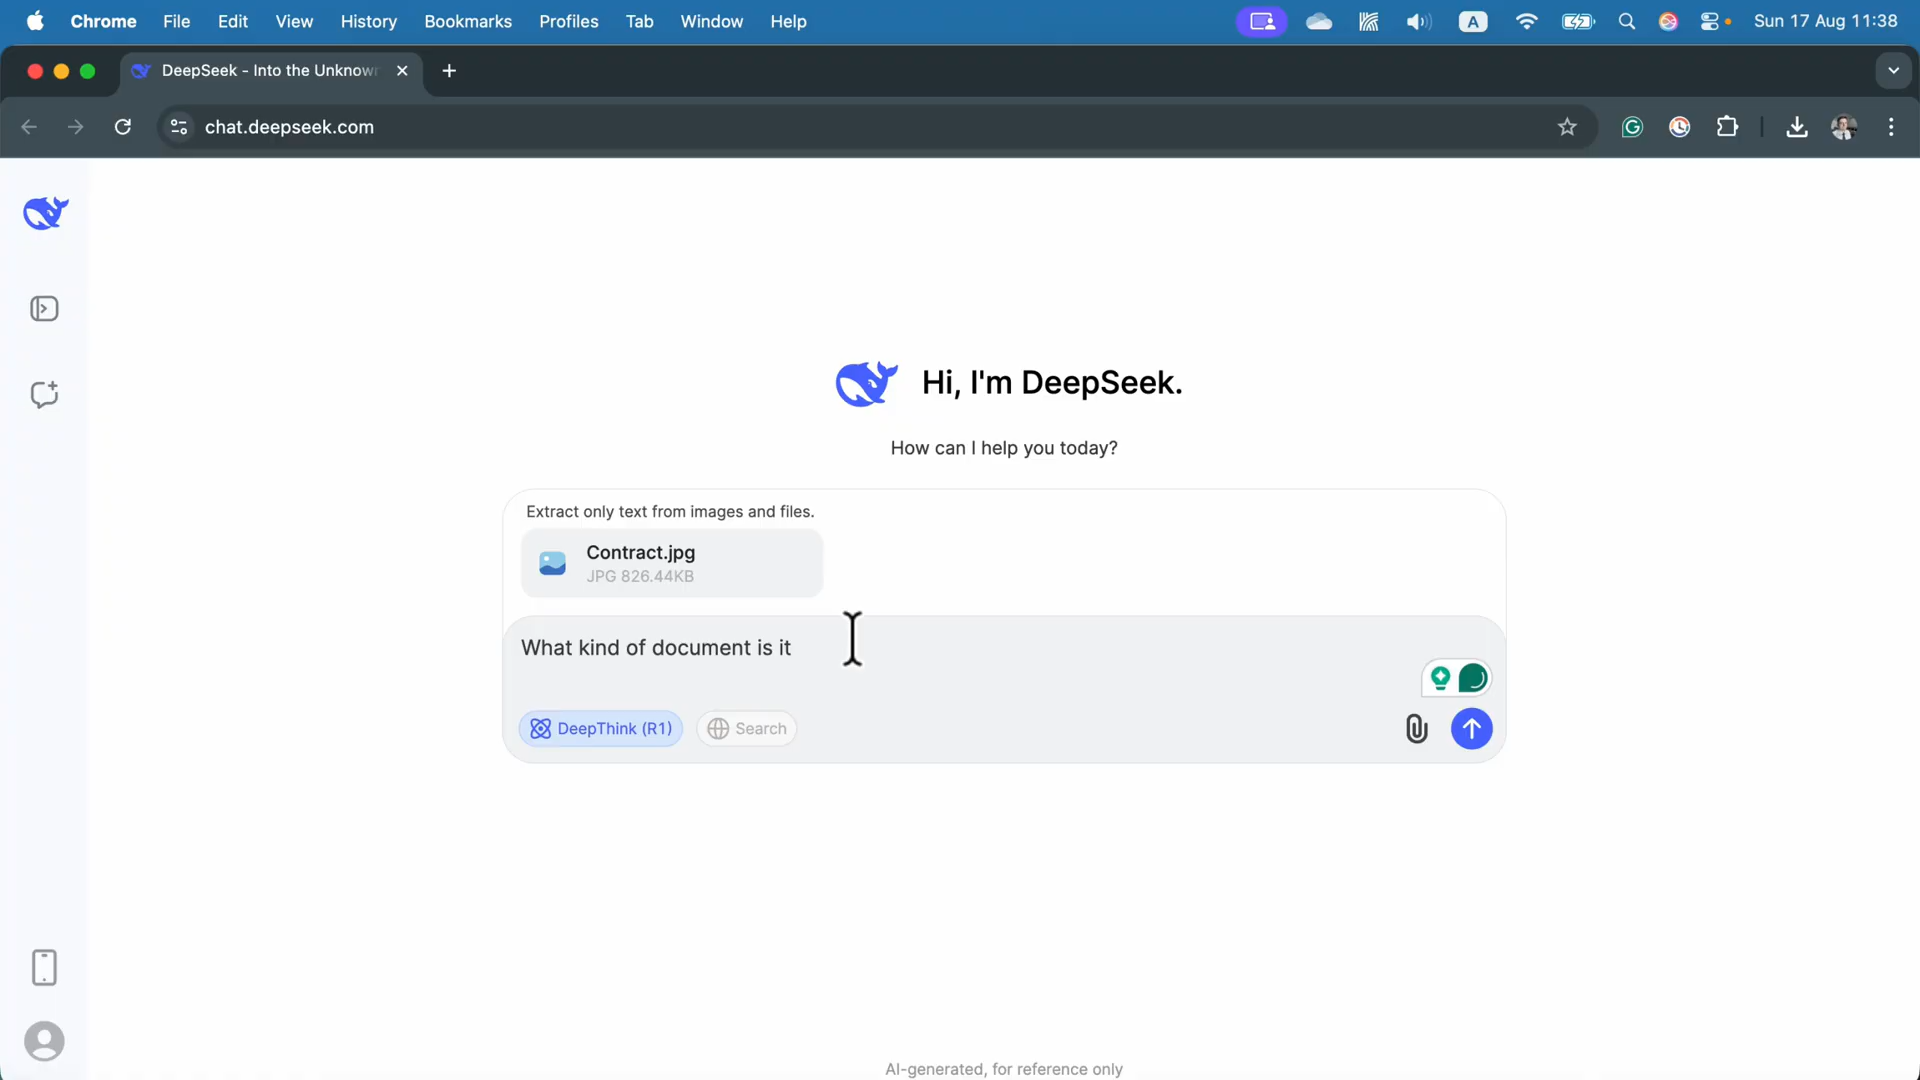 Chrome File Edit View History Bookmarks Profiles Tab Window Help A Sun 17 Aug 11:38
DeepSeek - Into the Unknown
chat.deepseek.com
Hi, I'm DeepSeek.
How can I help you today?
Extract only text from images and files.
Contract.jpg
JPG 826.44KB
What kind of document is it
DeepThink (R1) Search
AI-generated, for reference only